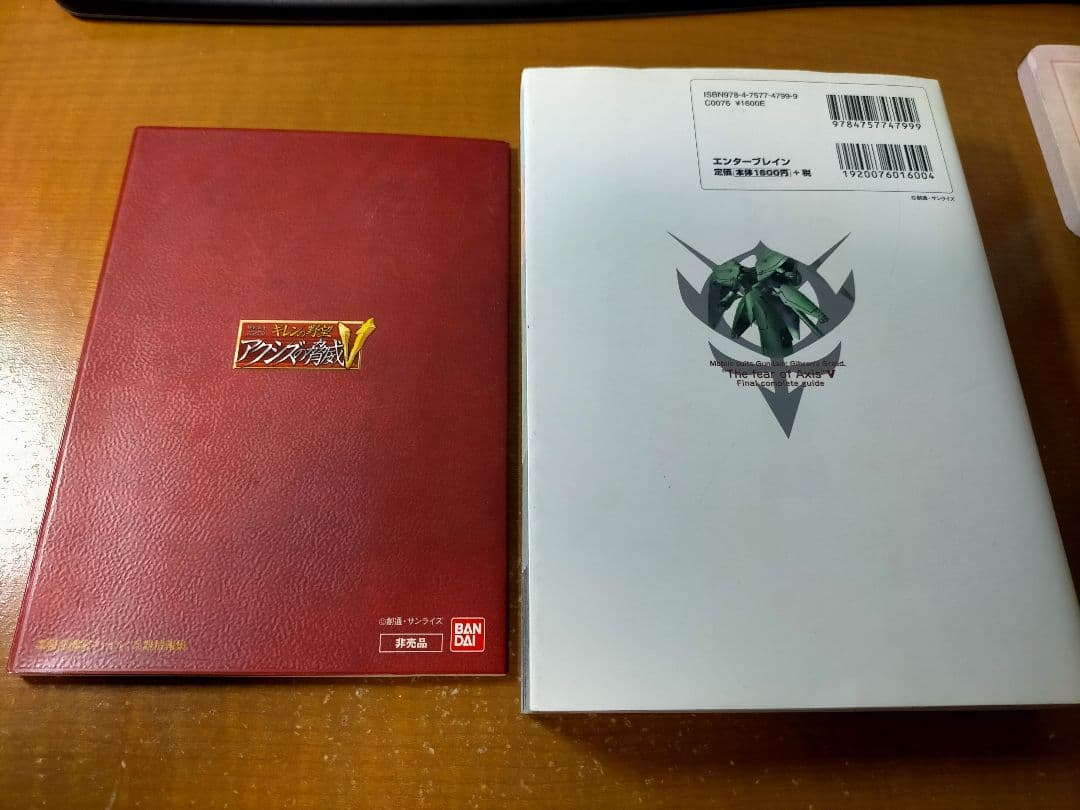 ギレンの野望
アクシズの脅威V
©創通・サンライズ
非売品
BAN
DAI
ISBN978-4-7577-4799-9
C0076 ¥1600E
9784757747999
エンターブレイン
定価 本体1600円 +税
1920076016004
©創通・サンライズ
Mobile suits Gundam: Gihren's Greed.
"The fear of Axis" V
Final complete guide